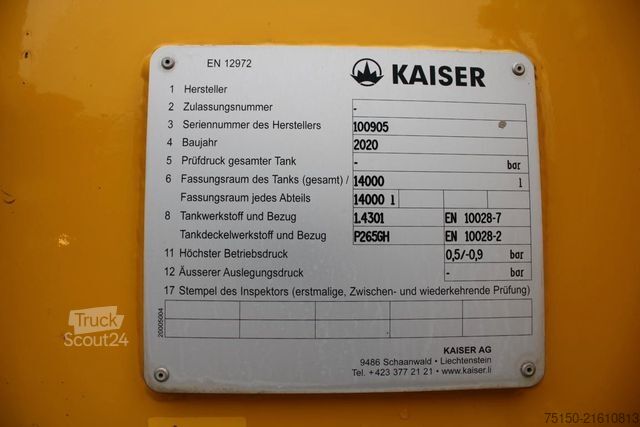 EN 12972
KAISER
1 Hersteller
2 Zulassungsnummer -
3 Seriennummer des Herstellers 100905
4 Baujahr 2020
5 Prüfdruck gesamter Tank - bar
6 Fassungsraum des Tanks (gesamt) / 14000 l
Fassungsraum jedes Abteils 14000 l
8 Tankwerkstoff und Bezug 1.4301 EN 10028-7
Tankdeckelwerkstoff und Bezug P265GH EN 10028-2
11 Höchster Betriebsdruck 0,5/-0,9 bar
12 Äusserer Auslegungsdruck - bar
17 Stempel des Inspektors (erstmalige, Zwischen- und wiederkehrende Prüfung)
20005004
KAISER AG
9486 Schaanwald • Liechtenstein
Tel. +423 377 21 21 • www.kaiser.li
Truck
Scout24
75150-21610813